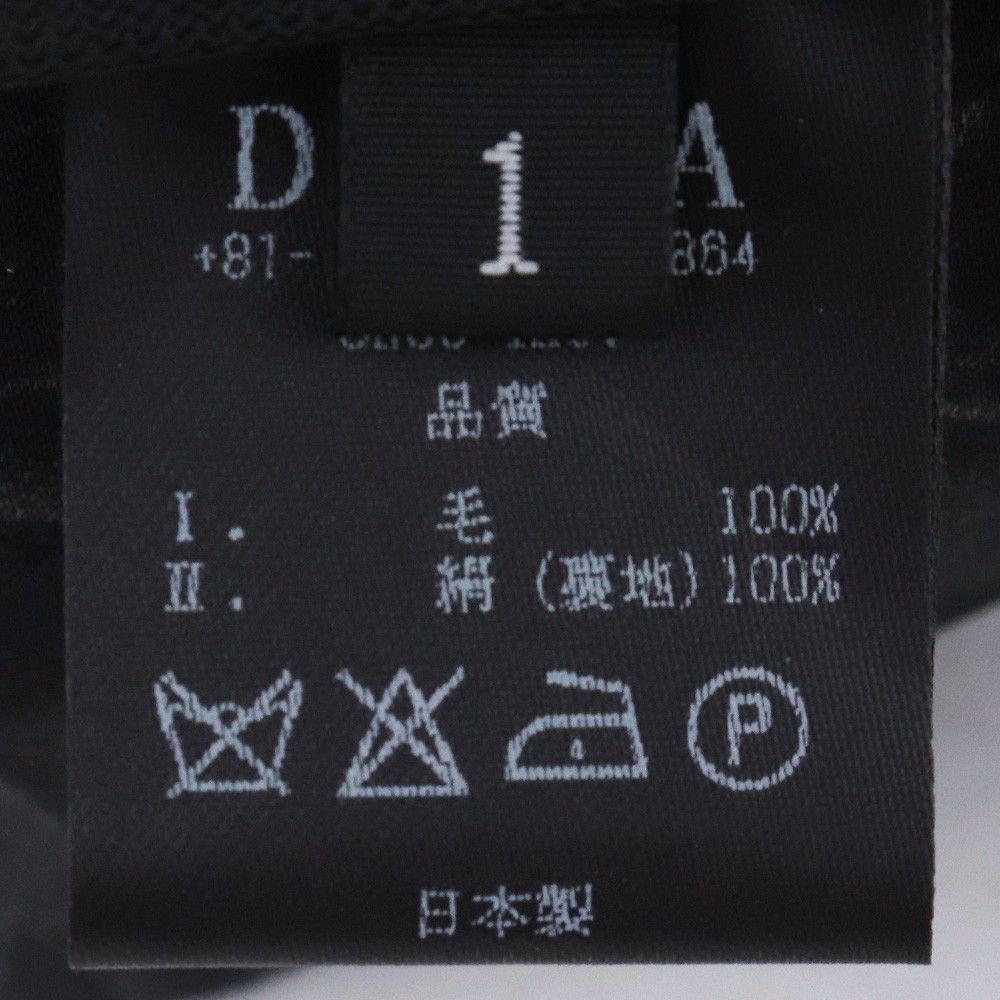 D 1 A
+81- 864
品質
I. 毛 100%
II. 絹 (裏地) 100%
P
日本製